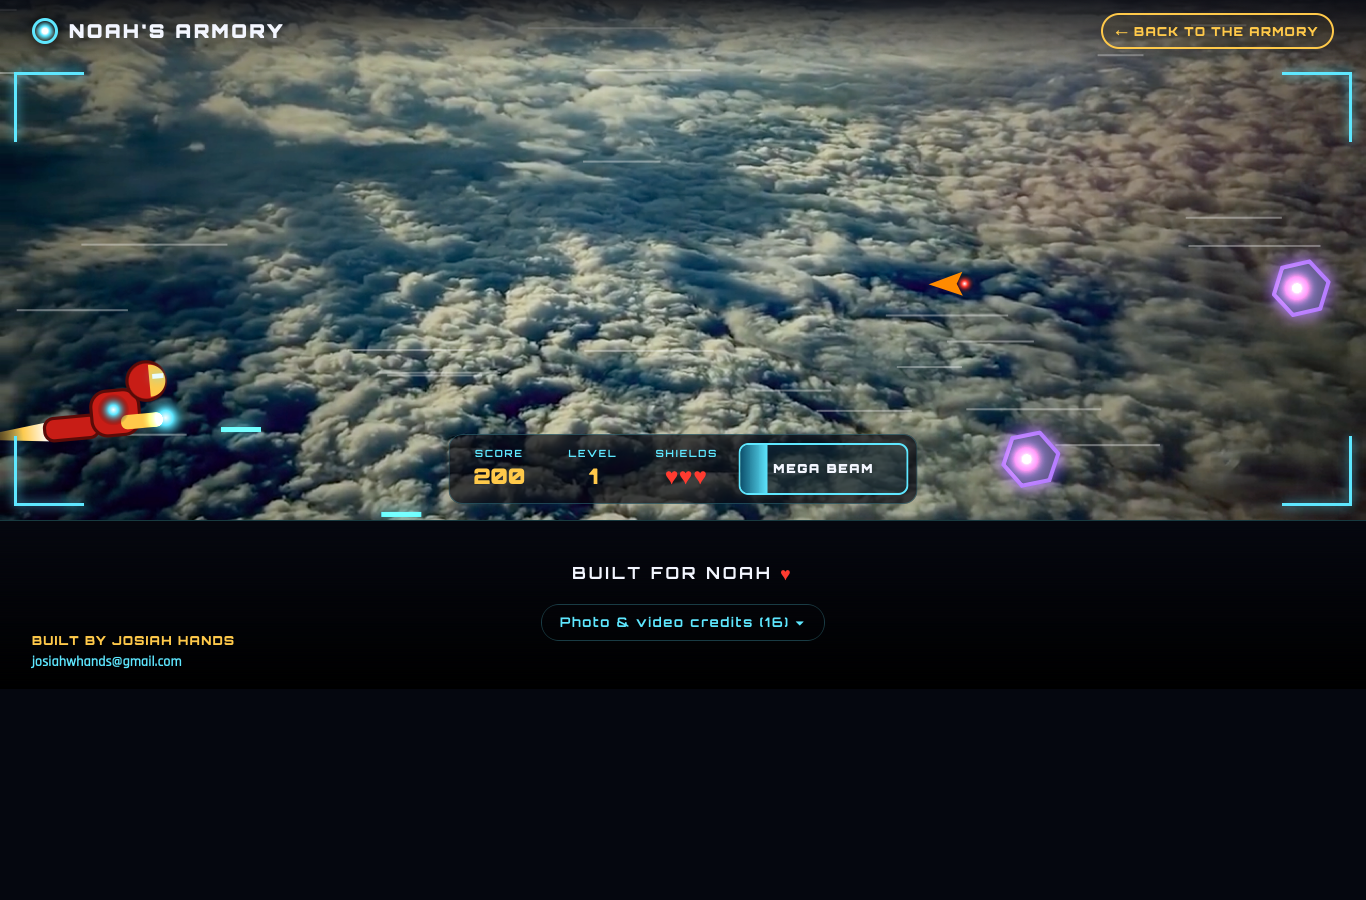 NOAH'S ARMORY
← BACK TO THE ARMORY
SCORE
200
LEVEL
1
SHIELDS
♥♥♥
MEGA BEAM
BUILT FOR NOAH ♥
Photo & video credits (16) ▾
BUILT BY JOSIAH HANDS
josiahwhands@gmail.com